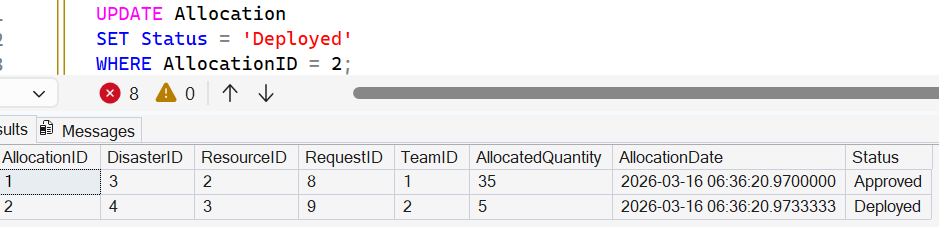 UPDATE Allocation
SET Status = 'Deployed'
WHERE AllocationID = 2;
8 0
Messages
AllocationID DisasterID ResourceID RequestID TeamID AllocatedQuantity AllocationDate Status
1 3 2 8 1 35 2026-03-16 06:36:20.9700000 Approved
2 4 3 9 2 5 2026-03-16 06:36:20.9733333 Deployed